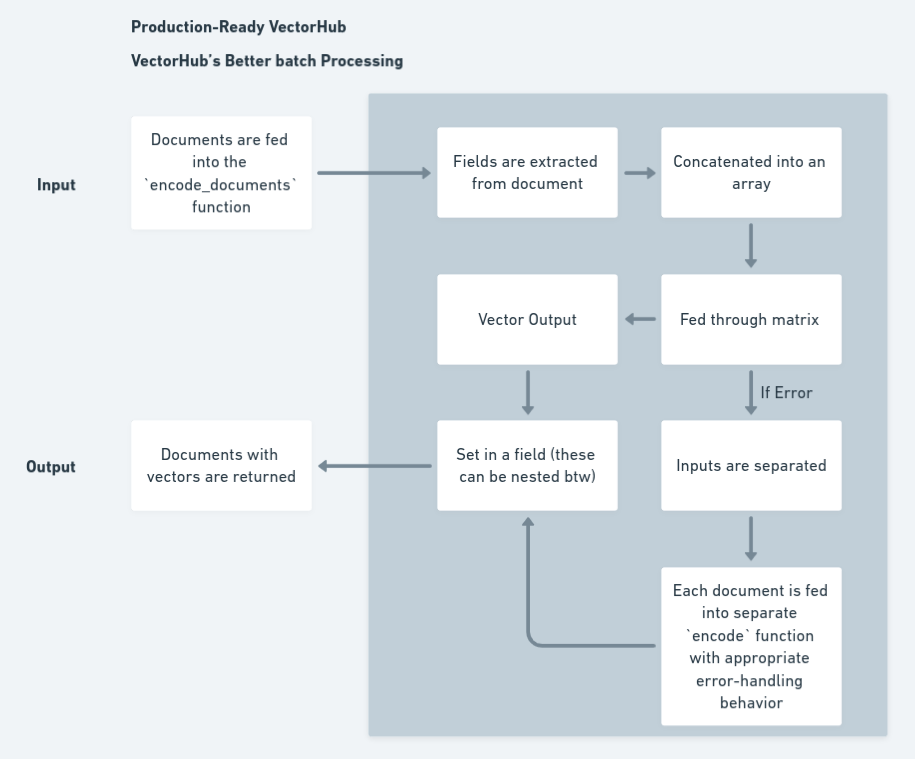 Production-Ready VectorHub
VectorHub's Better batch Processing
Input
Documents are fed
into the
`encode_documents`
function
Fields are extracted
from document
Concatenated into an
array
Vector Output
Fed through matrix
If Error
Output
Documents with
vectors are returned
Set in a field (these
can be nested btw)
Inputs are separated
Each document is fed
into separate
`encode` function
with appropriate
error-handling
behavior